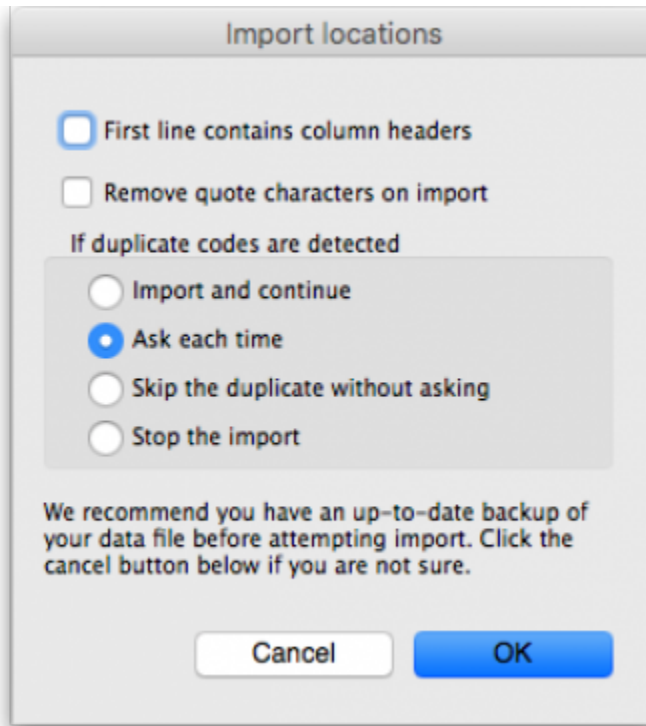 Import locations
First line contains column headers
Remove quote characters on import
If duplicate codes are detected
Import and continue
Ask each time
Skip the duplicate without asking
Stop the import
We recommend you have an up-to-date backup of
your data file before attempting import. Click the
cancel button below if you are not sure.
Cancel OK